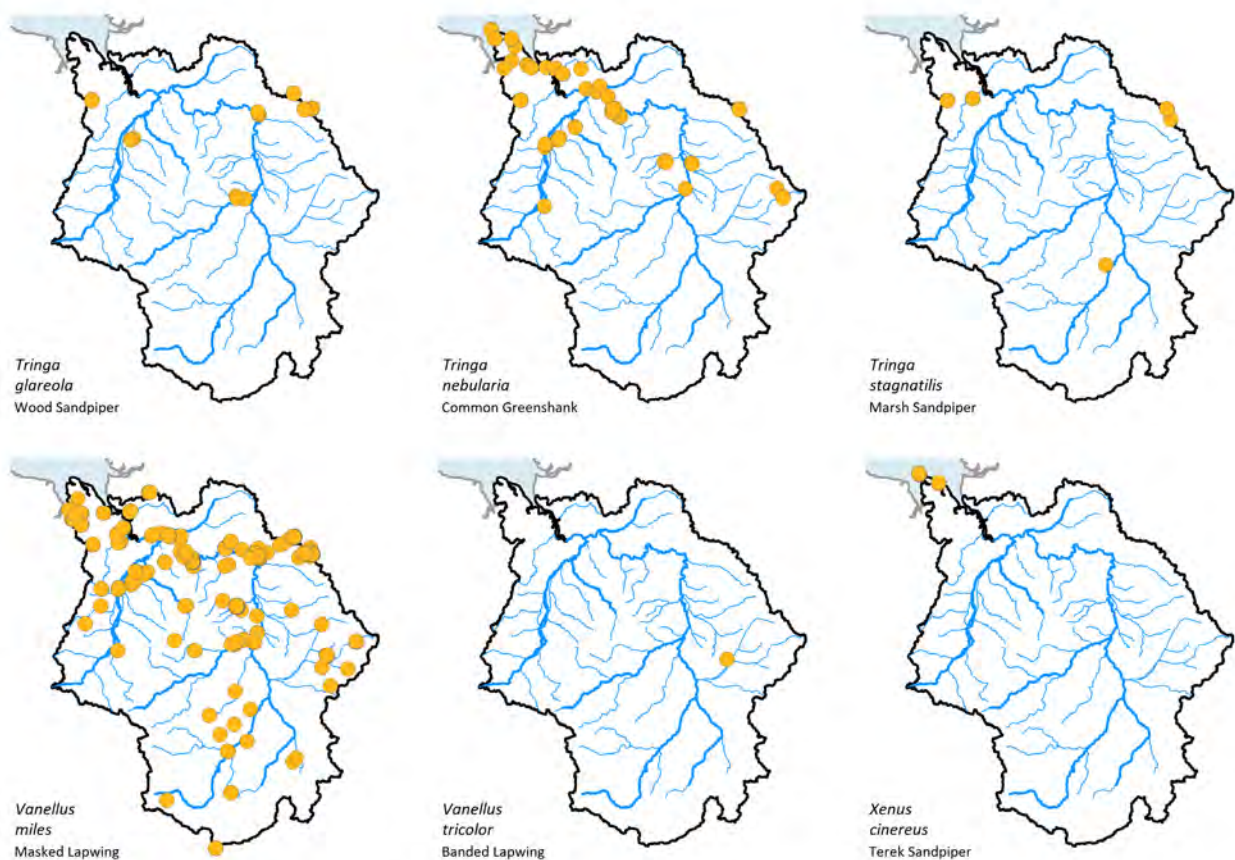 Tringa
glareola
Wood Sandpiper
Tringa
nebularia
Common Greenshank
Tringa
stagnatilis
Marsh Sandpiper
Vanellus
miles
Masked Lapwing
Vanellus
tricolor
Banded Lapwing
Xenus
cinereus
Terek Sandpiper